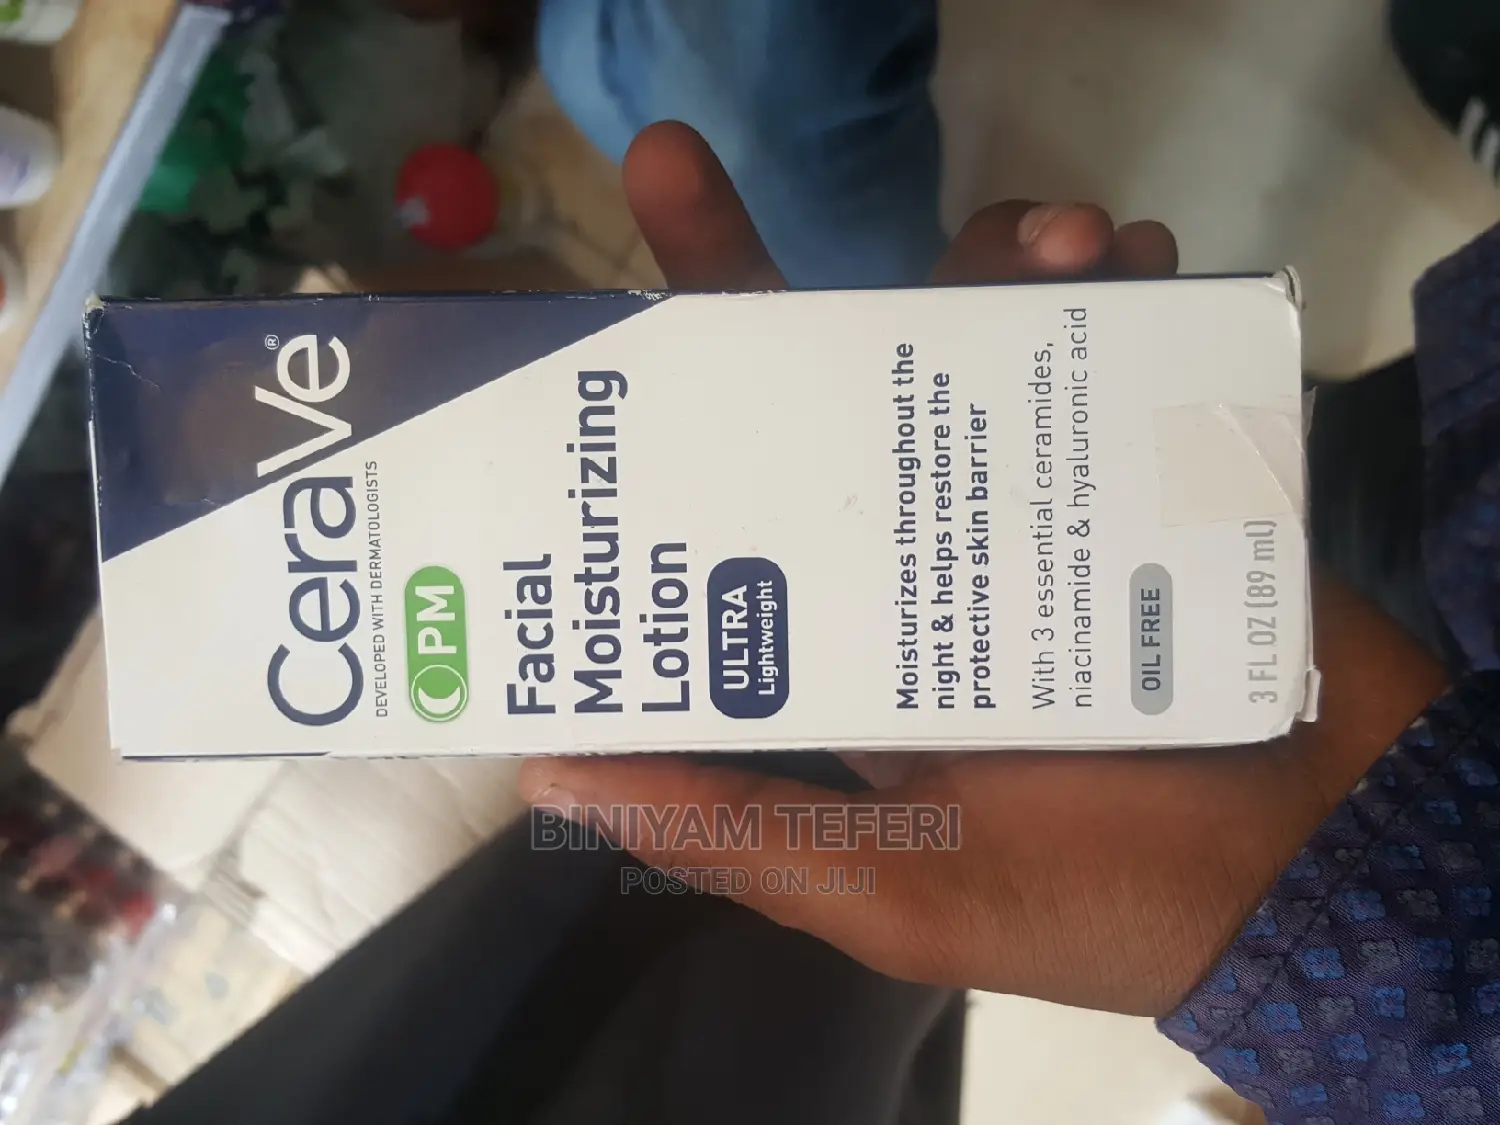 CeraVe®
DEVELOPED WITH DERMATOLOGISTS
PM
Facial
Moisturizing
Lotion
ULTRA
Lightweight
Moisturizes throughout the
night & helps restore the
protective skin barrier
With 3 essential ceramides,
niacinamide & hyaluronic acid
OIL FREE
3 FL OZ (89 ml)
BINIYAM TEFERI
POSTED ON JIJI